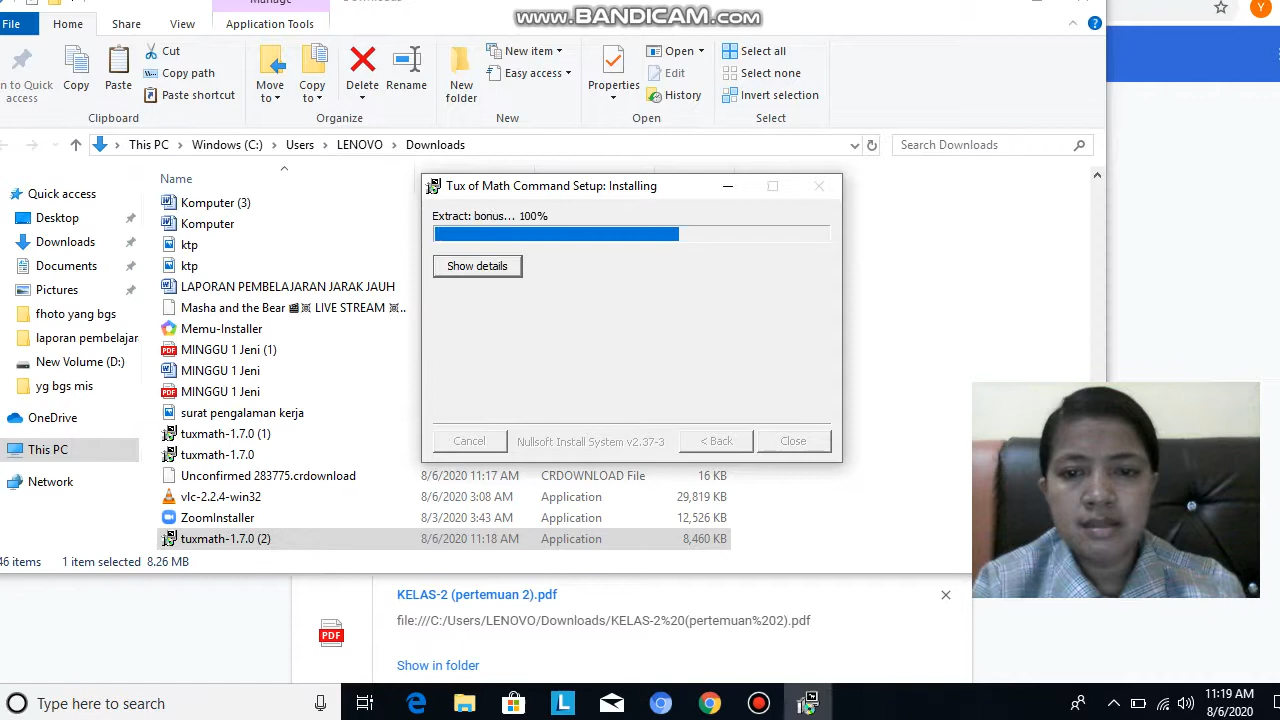 Manage
Downloads
www.BANDICAM.com
File
Home
Share
View
Application Tools
n to Quick access
Copy
Paste
Cut
Copy path
Paste shortcut
Clipboard
Move to
Copy to
Delete
Rename
Organize
New folder
New item
Easy access
New
Properties
Open
Edit
History
Open
Select all
Select none
Invert selection
Select
Y
This PC > Windows (C:) > Users > LENOVO > Downloads
Search Downloads
Quick access
Desktop
Downloads
Documents
Pictures
fhoto yang bgs
laporan pembelajar
New Volume (D:)
yg bgs mis
OneDrive
This PC
Network
Name
Komputer (3)
Komputer
ktp
ktp
LAPORAN PEMBELAJARAN JARAK JAUH
Masha and the Bear 🎬💥 LIVE STREAM 💥..
Memu-Installer
MINGGU 1 Jeni (1)
MINGGU 1 Jeni
MINGGU 1 Jeni
surat pengalaman kerja
tuxmath-1.7.0 (1)
tuxmath-1.7.0
Unconfirmed 283775.crdownload 8/6/2020 11:17 AM CRDOWNLOAD File 16 KB
vlc-2.2.4-win32 8/6/2020 3:08 AM Application 29,819 KB
ZoomInstaller 8/3/2020 3:43 AM Application 12,526 KB
tuxmath-1.7.0 (2) 8/6/2020 11:18 AM Application 8,460 KB
46 items 1 item selected 8.26 MB
Tux of Math Command Setup: Installing
Extract: bonus... 100%
Show details
Cancel
Nullsoft Install System v2.37-3
< Back
Close
KELAS-2 (pertemuan 2).pdf
file:///C:/Users/LENOVO/Downloads/KELAS-2%20(pertemuan%202).pdf
Show in folder
PDF
Type here to search
L
11:19 AM
8/6/2020